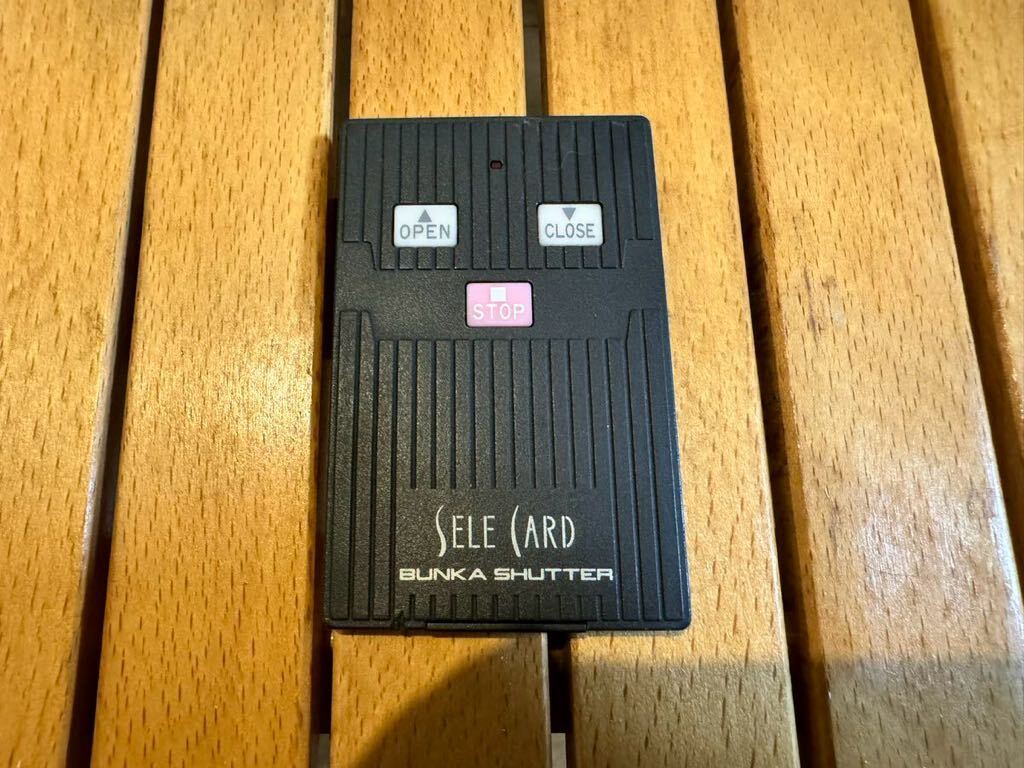 OPEN
CLOSE
STOP
SELE CARD
BUNKA SHUTTER